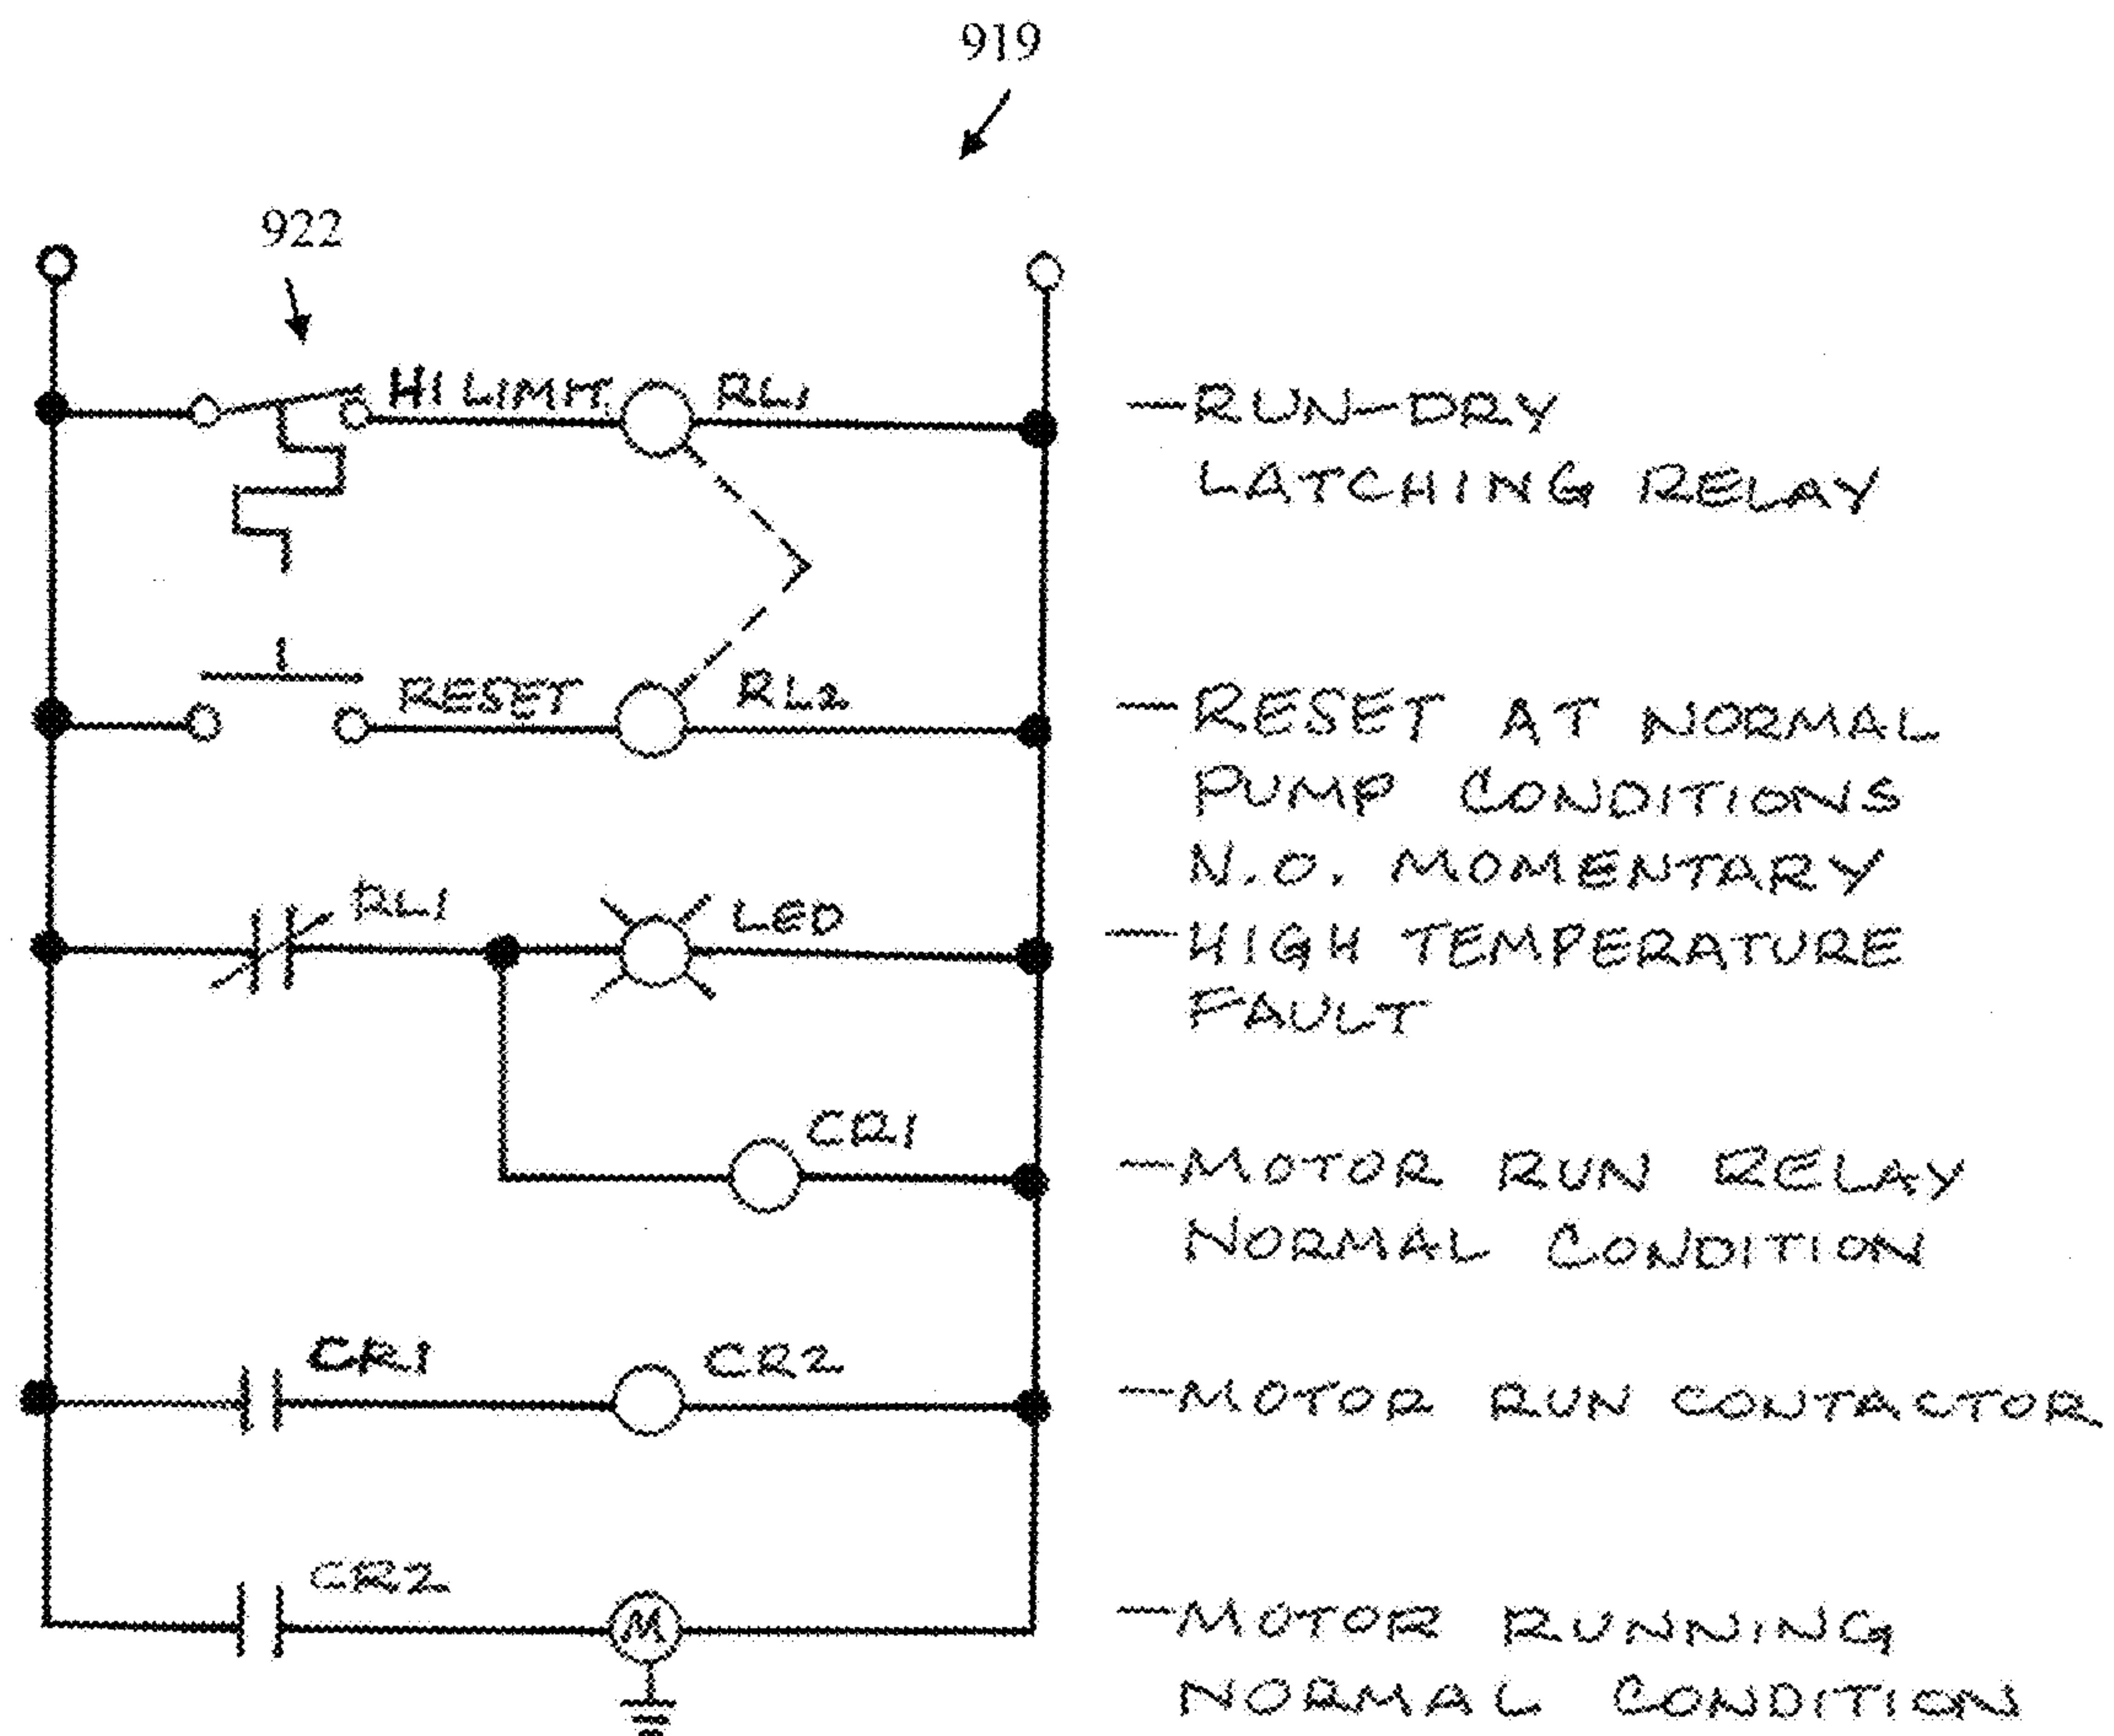 919
922
HI LIMIT RL1
—RUN-DRY
LATCHING RELAY
RESET RL2
—RESET AT NORMAL
PUMP CONDITIONS
N.O. MOMENTARY
RL1 LED
—HIGH TEMPERATURE
FAULT
CR1
—MOTOR RUN RELAY
NORMAL CONDITION
CR1 CR2
—MOTOR RUN CONTACTOR
CR2
M
—MOTOR RUNNING
NORMAL CONDITION